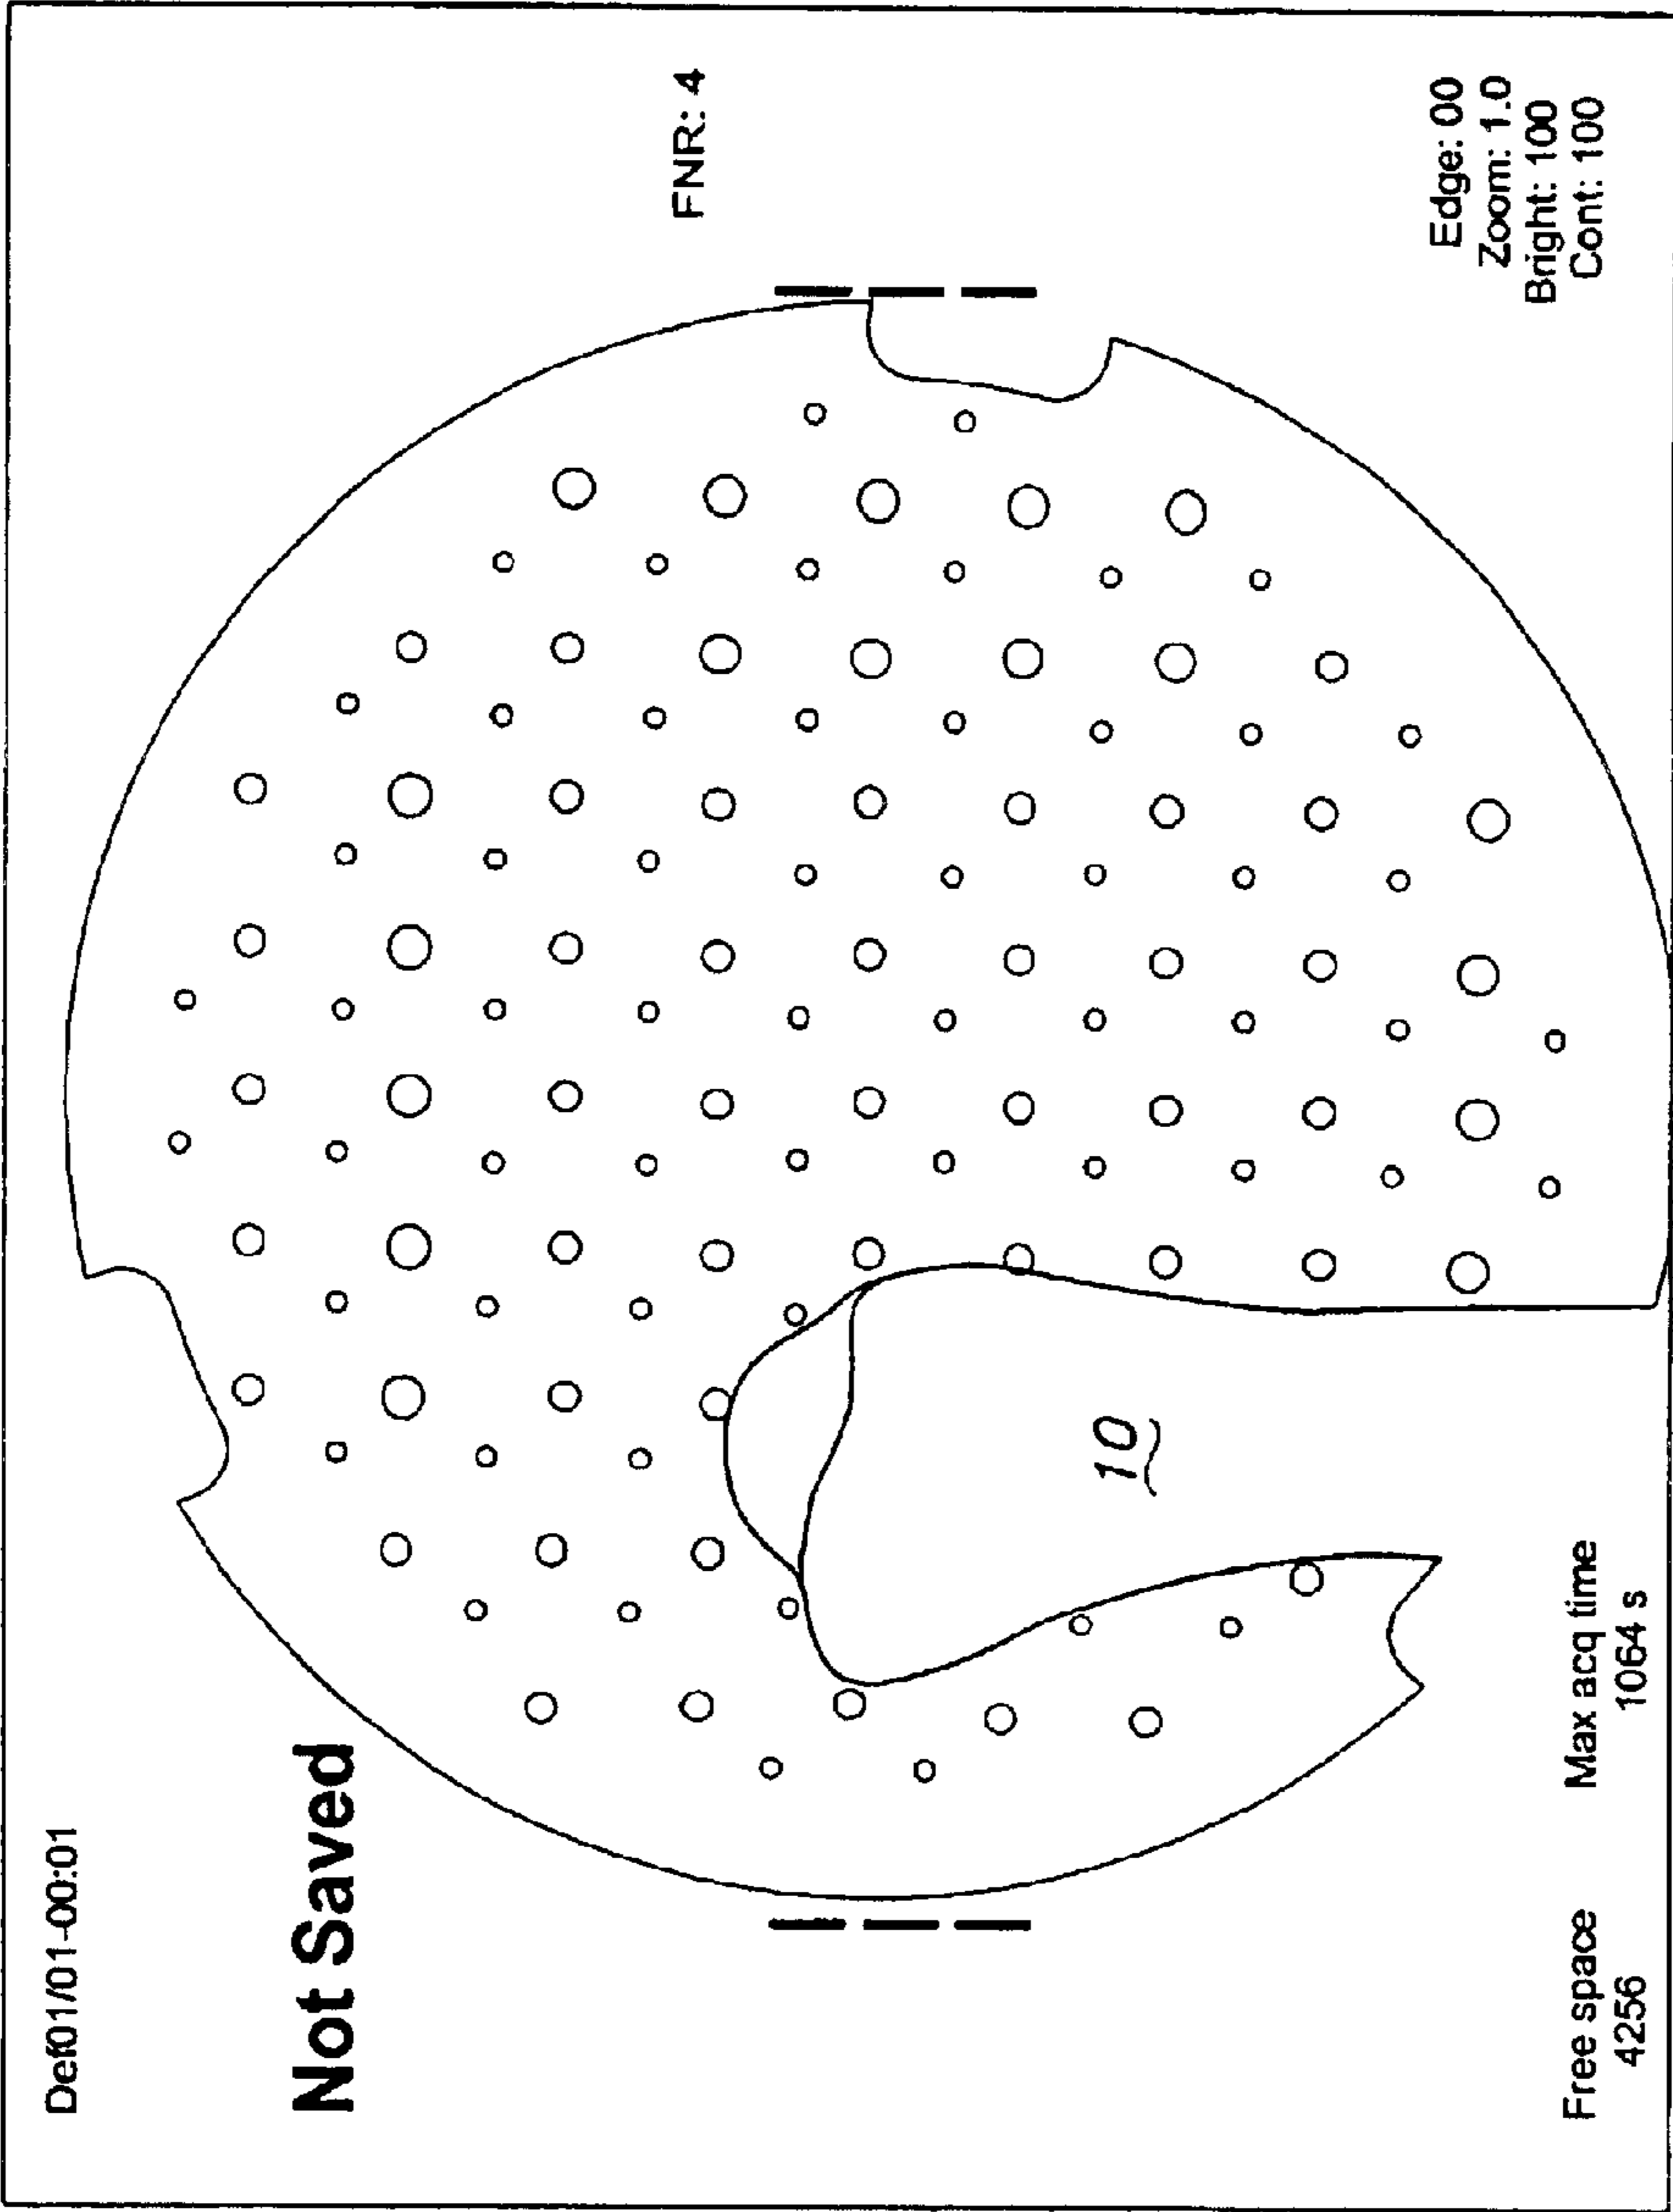 Def01/01-00:01
Not Saved
FNR: 4
10
Free space
4256
Max acq time
1064 s
Edge: 00
Zoom: 1.0
Bright: 100
Cont: 100